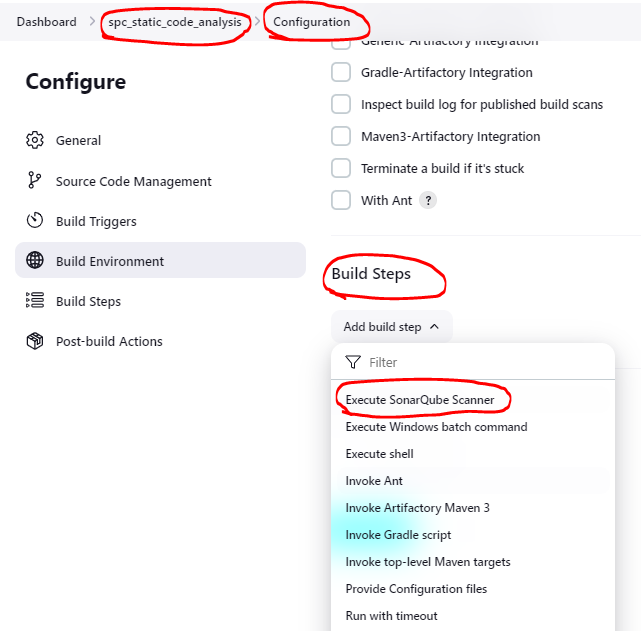 Dashboard > spc_static_code_analysis > Configuration
Configure
General
Source Code Management
Build Triggers
Build Environment
Build Steps
Post-build Actions
Generic-Artifactory Integration
Gradle-Artifactory Integration
Inspect build log for published build scans
Maven3-Artifactory Integration
Terminate a build if it's stuck
With Ant ?
Build Steps
Add build step
Filter
Execute SonarQube Scanner
Execute Windows batch command
Execute shell
Invoke Ant
Invoke Artifactory Maven 3
Invoke Gradle script
Invoke top-level Maven targets
Provide Configuration files
Run with timeout